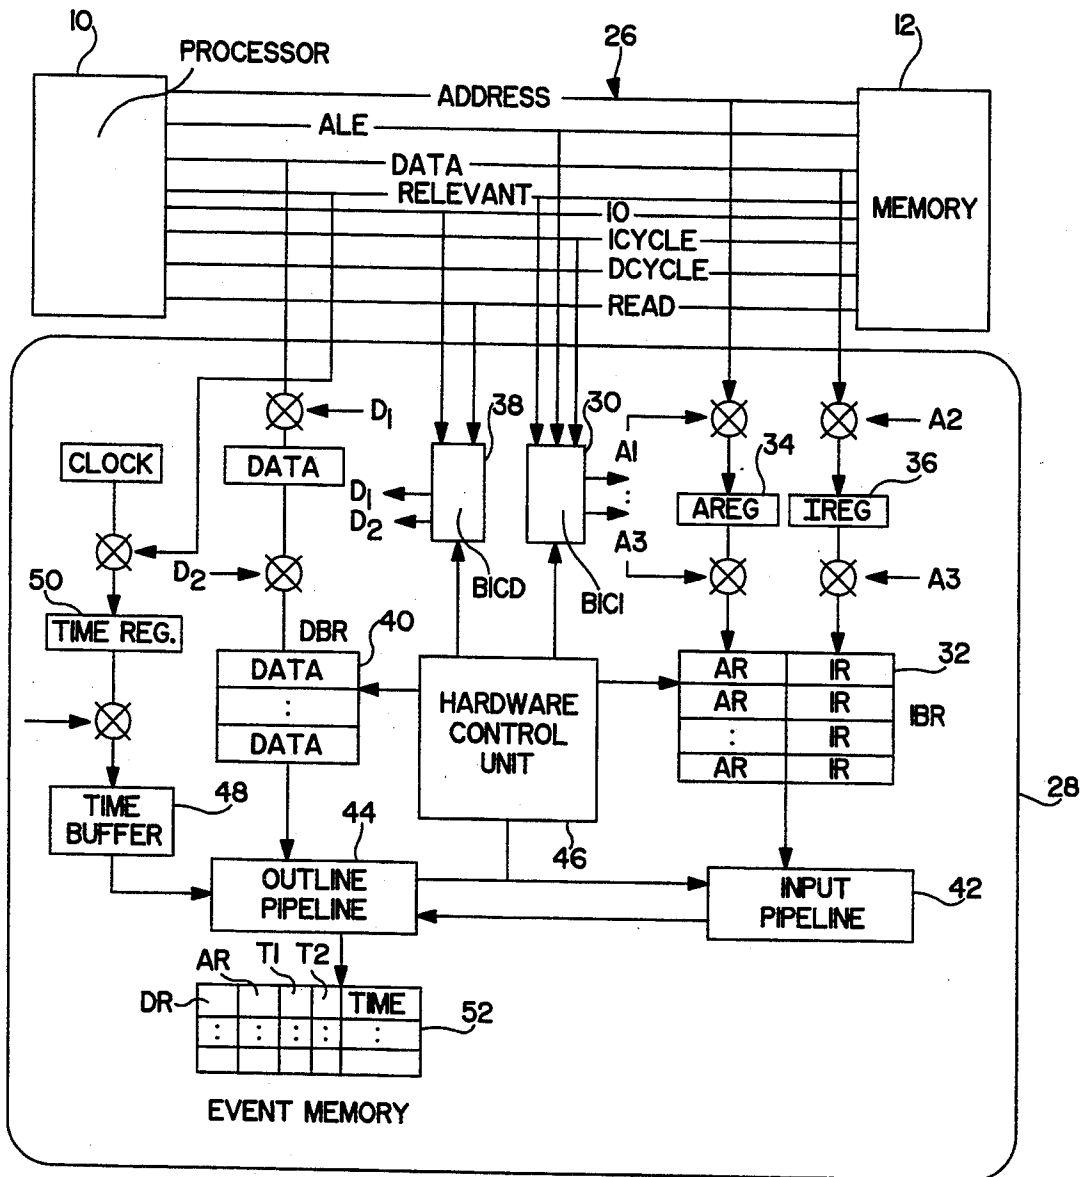 10
PROCESSOR
26
12
ADDRESS
ALE
DATA
RELEVANT
MEMORY
IO
ICYCLE
DCYCLE
READ
38
30
D1
A1
A2
34
36
CLOCK
DATA
D1
D2
:
AREG
IREG
A3
D2
A3
50
BICD
BICI
TIME REG.
DBR
40
32
DATA
:
DATA
HARDWARE
CONTROL
UNIT
AR IR
AR IR
: IR
AR IR
IBR
28
TIME
BUFFER
48
44
46
OUTLINE
PIPELINE
INPUT
PIPELINE
42
AR T1 T2
DR TIME
: : : : :
52
EVENT MEMORY